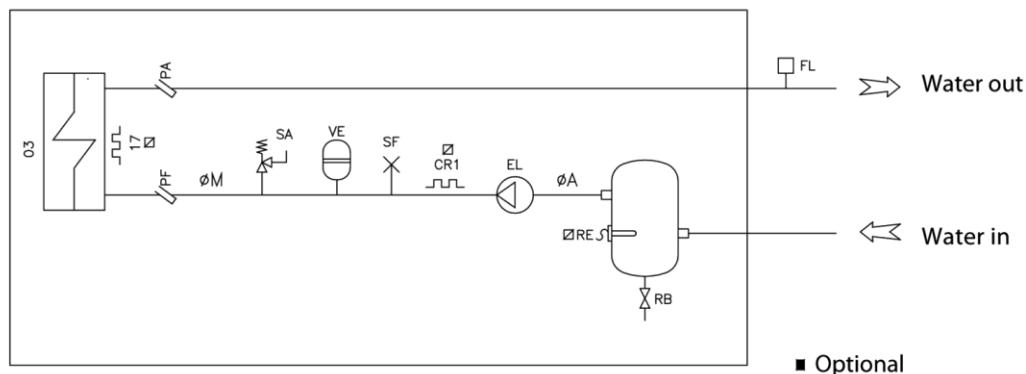 PA
FL
Water out
03
17
SA
VE
SF
CR1
EL
PF
øM
øA
RE
Water in
RB
Optional